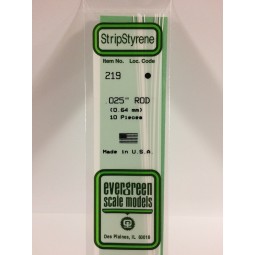 StripStyrene
Item No. Loc. Code
219
.025" ROD
(0.64 mm)
10 Pieces
Made in U.S.A.
evergreen
scale models
Des Plaines, IL 60018